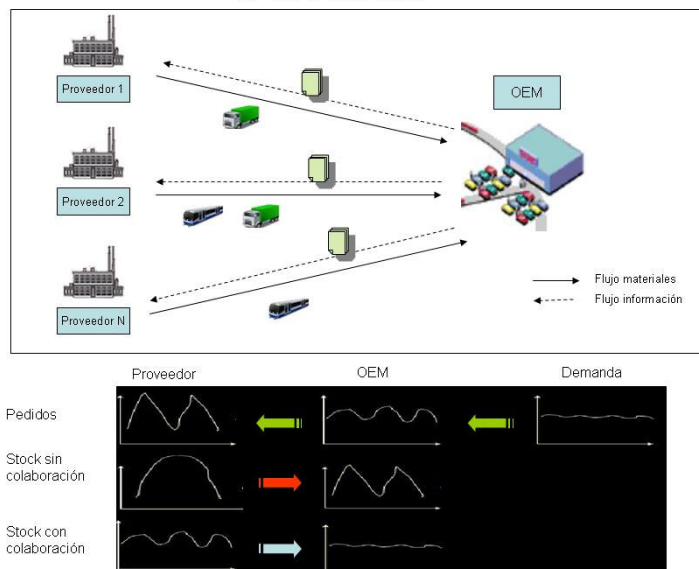 Proveedor 1
OEM
Proveedor 2
Proveedor N
Flujo materiales
Flujo información
Proveedor
OEM
Demanda
Pedidos
Stock sin
colaboración
Stock con
colaboración